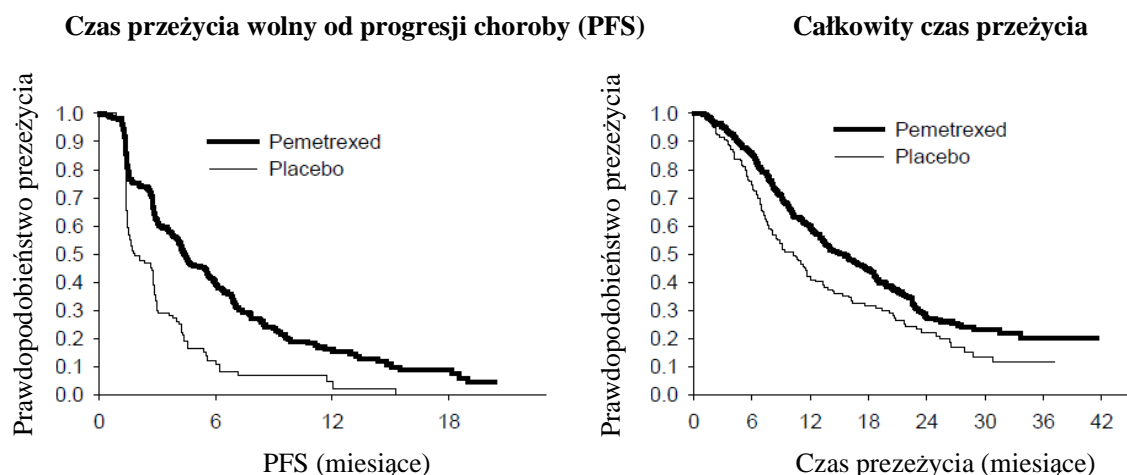 Czas przeżycia wolny od progresji choroby (PFS)
Całkowity czas przeżycia
Prawdopodobieństwo prezeżycia
1.0
0.9
0.8
0.7
0.6
0.5
0.4
0.3
0.2
0.1
0.0
Pemetrexed
Placebo
0 6 12 18
PFS (miesiące)
Prawdopodobieństwo prezeżycia
1.0
0.9
0.8
0.7
0.6
0.5
0.4
0.3
0.2
0.1
0.0
Pemetrexed
Placebo
0 6 12 18 24 30 36 42
Czas prezeżycia (miesiące)